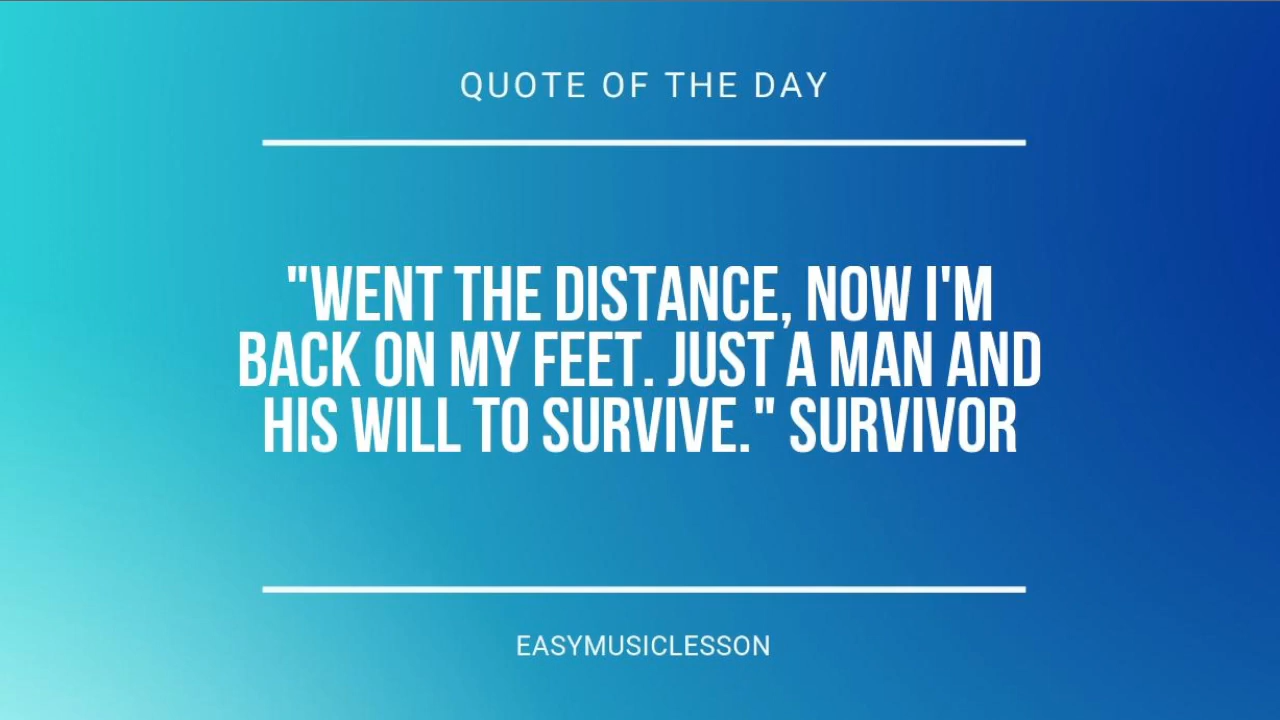 QUOTE OF THE DAY
"WENT THE DISTANCE, NOW I'M
BACK ON MY FEET. JUST A MAN AND
HIS WILL TO SURVIVE." SURVIVOR
EASYMUSICLESSON